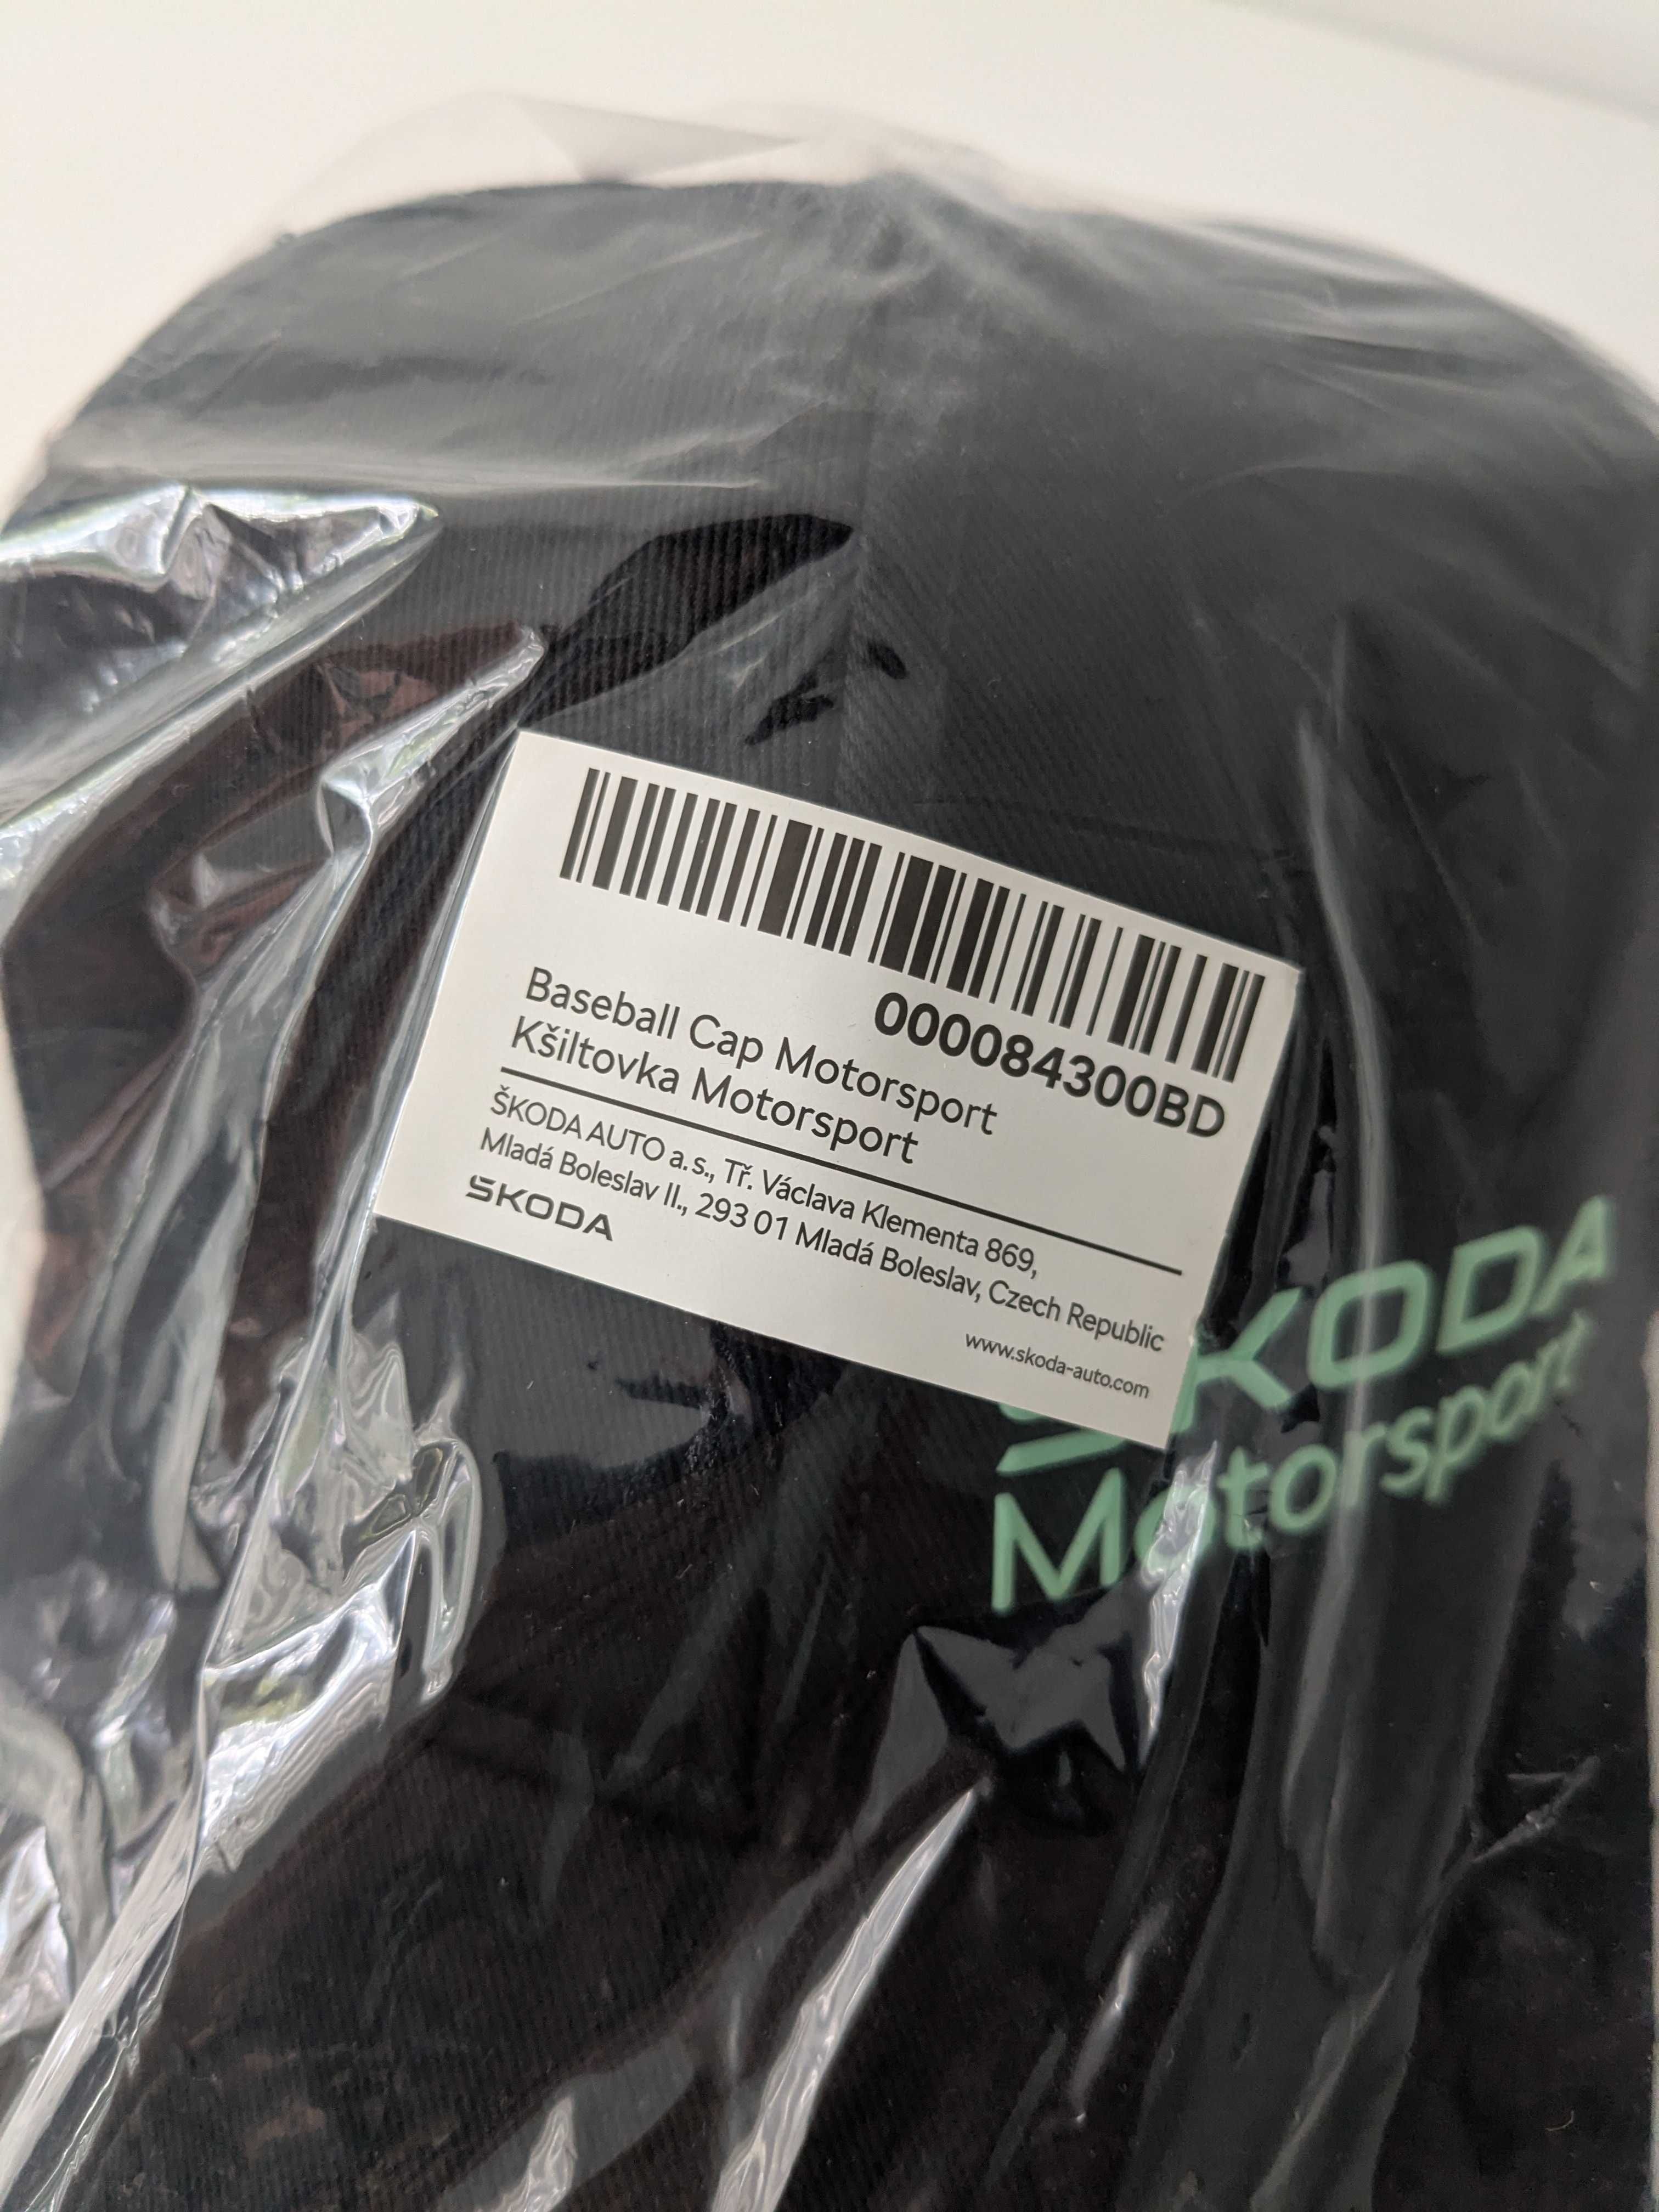 000084300BD
Baseball Cap Motorsport
Kšiltovka Motorsport
ŠKODA AUTO a. s., Tř. Václava Klementa 869,
Mladá Boleslav II., 293 01 Mladá Boleslav, Czech Republic
ŠKODA
www.skoda-auto.com
ŠKODA
Motorsport